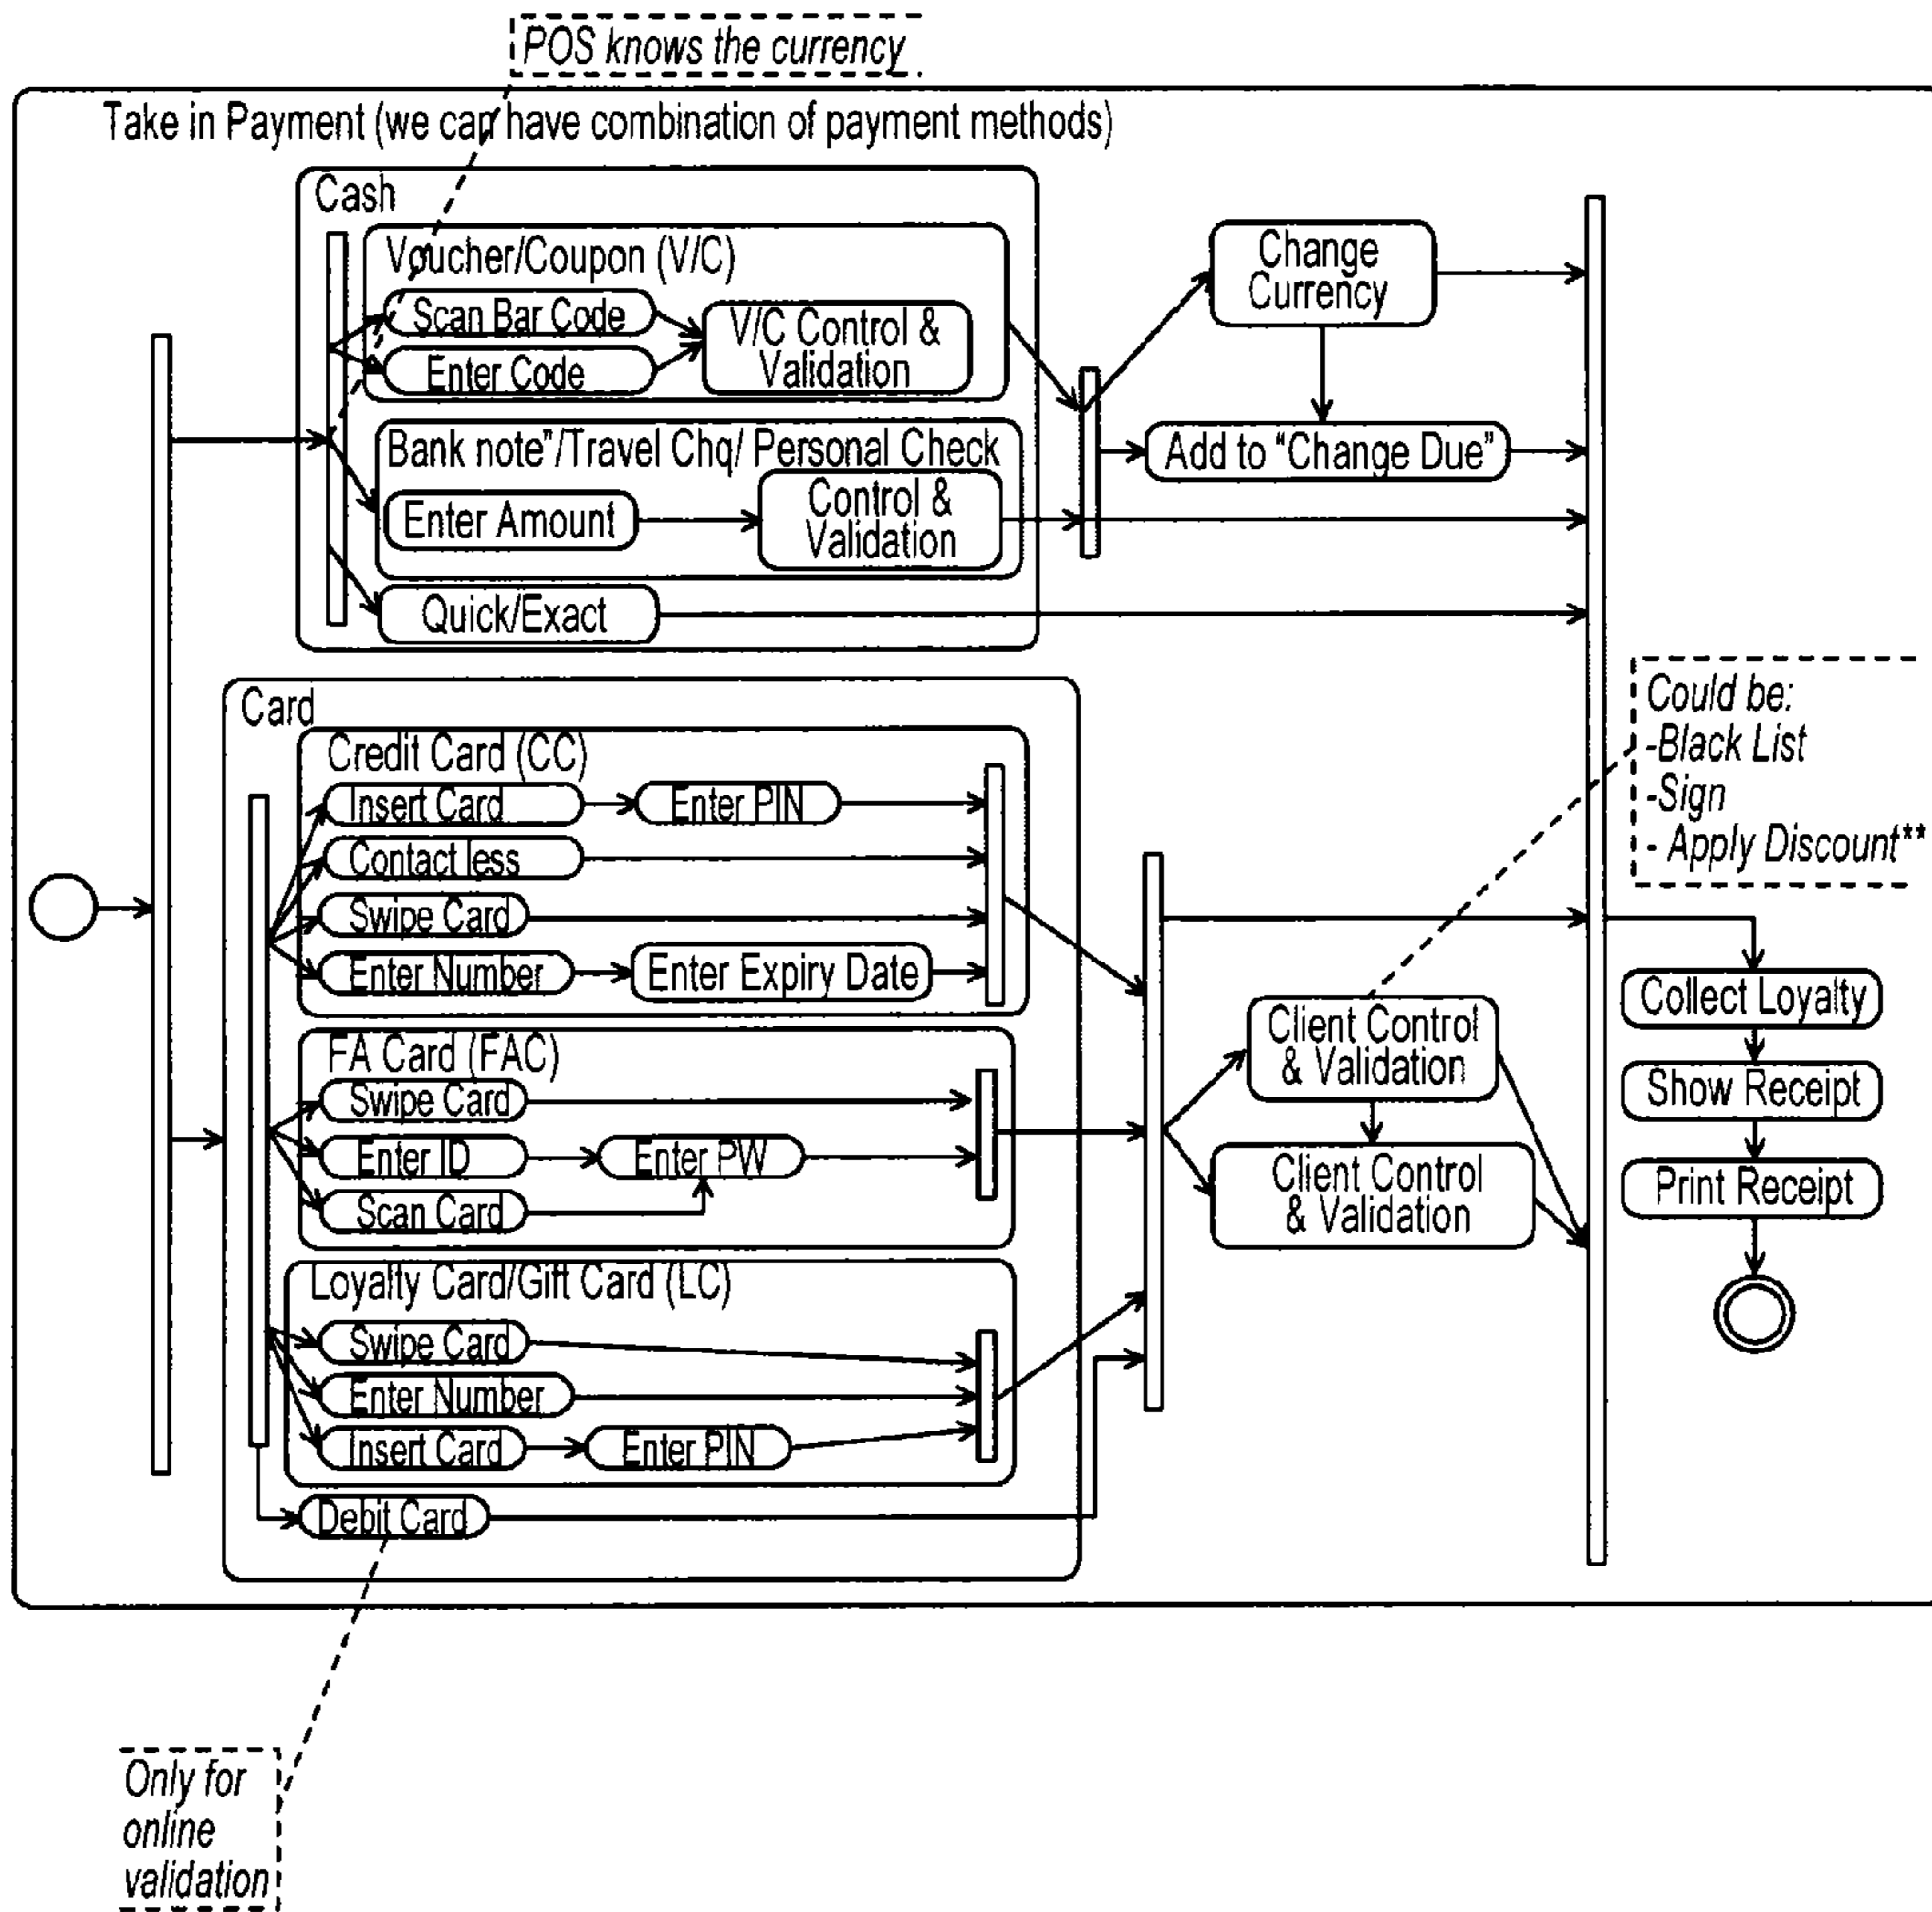 POS knows the currency
Take in Payment (we can have combination of payment methods)
Cash
Voucher/Coupon (V/C)
Scan Bar Code
Enter Code
V/C Control &
Validation
Change
Currency
Bank note"/Travel Chq/ Personal Check
Enter Amount
Control &
Validation
Add to “Change Due”
Quick/Exact
Card
Credit Card (CC)
Insert Card
Enter PIN
Contact less
Swipe Card
Enter Number
Enter Expiry Date
Could be:
-Black List
-Sign
- Apply Discount**
FA Card (FAC)
Swipe Card
Enter ID
Enter PW
Scan Card
Client Control
& Validation
Client Control
& Validation
Collect Loyalty
Show Receipt
Print Receipt
Loyalty Card/Gift Card (LC)
Swipe Card
Enter Number
Insert Card
Enter PIN
Debit Card
Only for
online
validation